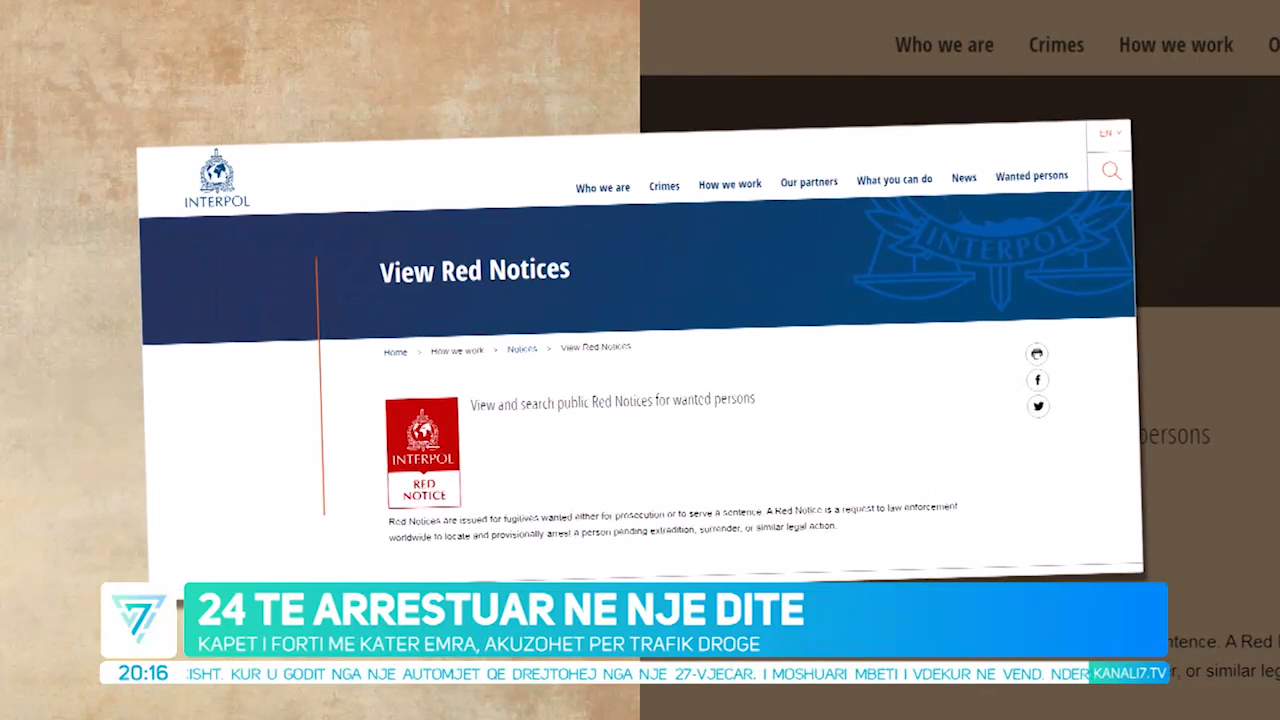 Who we are Crimes How we work
EN
INTERPOL
Who we are Crimes How we work Our partners What you can do News Wanted persons
INTERPOL
View Red Notices
Home > How we work > Notices > View Red Notices
View and search public Red Notices for wanted persons
INTERPOL
RED
NOTICE
persons
Red Notices are issued for fugitives wanted either for prosecution or to serve a sentence. A Red Notice is a request to law enforcement
worldwide to locate and provisionally arrest a person pending extradition, surrender, or similar legal action.
24 TE ARRESTUAR NE NJE DITE
KAPET I FORTI ME KATER EMRA, AKUZOHET PER TRAFIK DROGE
ntence. A Red
or similar leg
7
20:16 CISHT. KUR U GODIT NGA NJE AUTOMJET QE DREJTOHEJ NGA NJE 27-VJECAR. I MOSHUARI MBETI I VDEKUR NE VEND. NDER KANALI7.TV